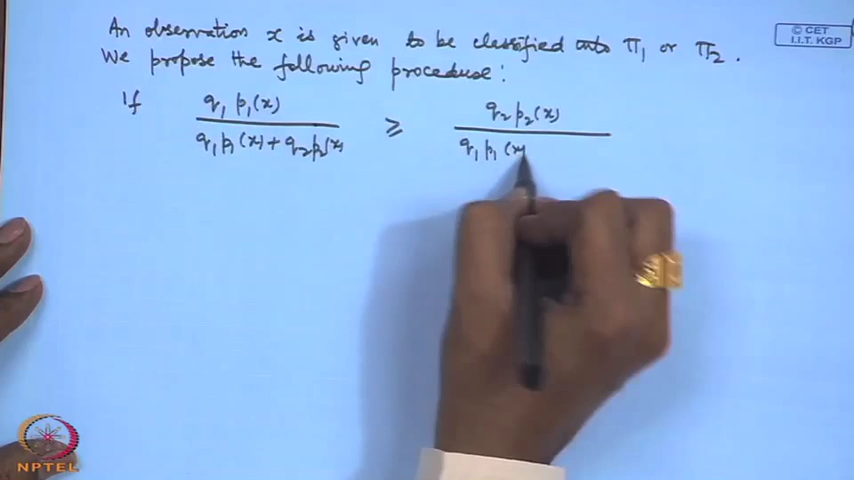 An observation x is given to be classified into π₁ or π₂.
© CET
I.I.T. KGP
We propose the following procedure:
If q₁ p₁(x) / q₁ p₁(x) + q₂ p₂(x) ≥ q₂ p₂(x) / q₁ p₁(x)
NPTEL